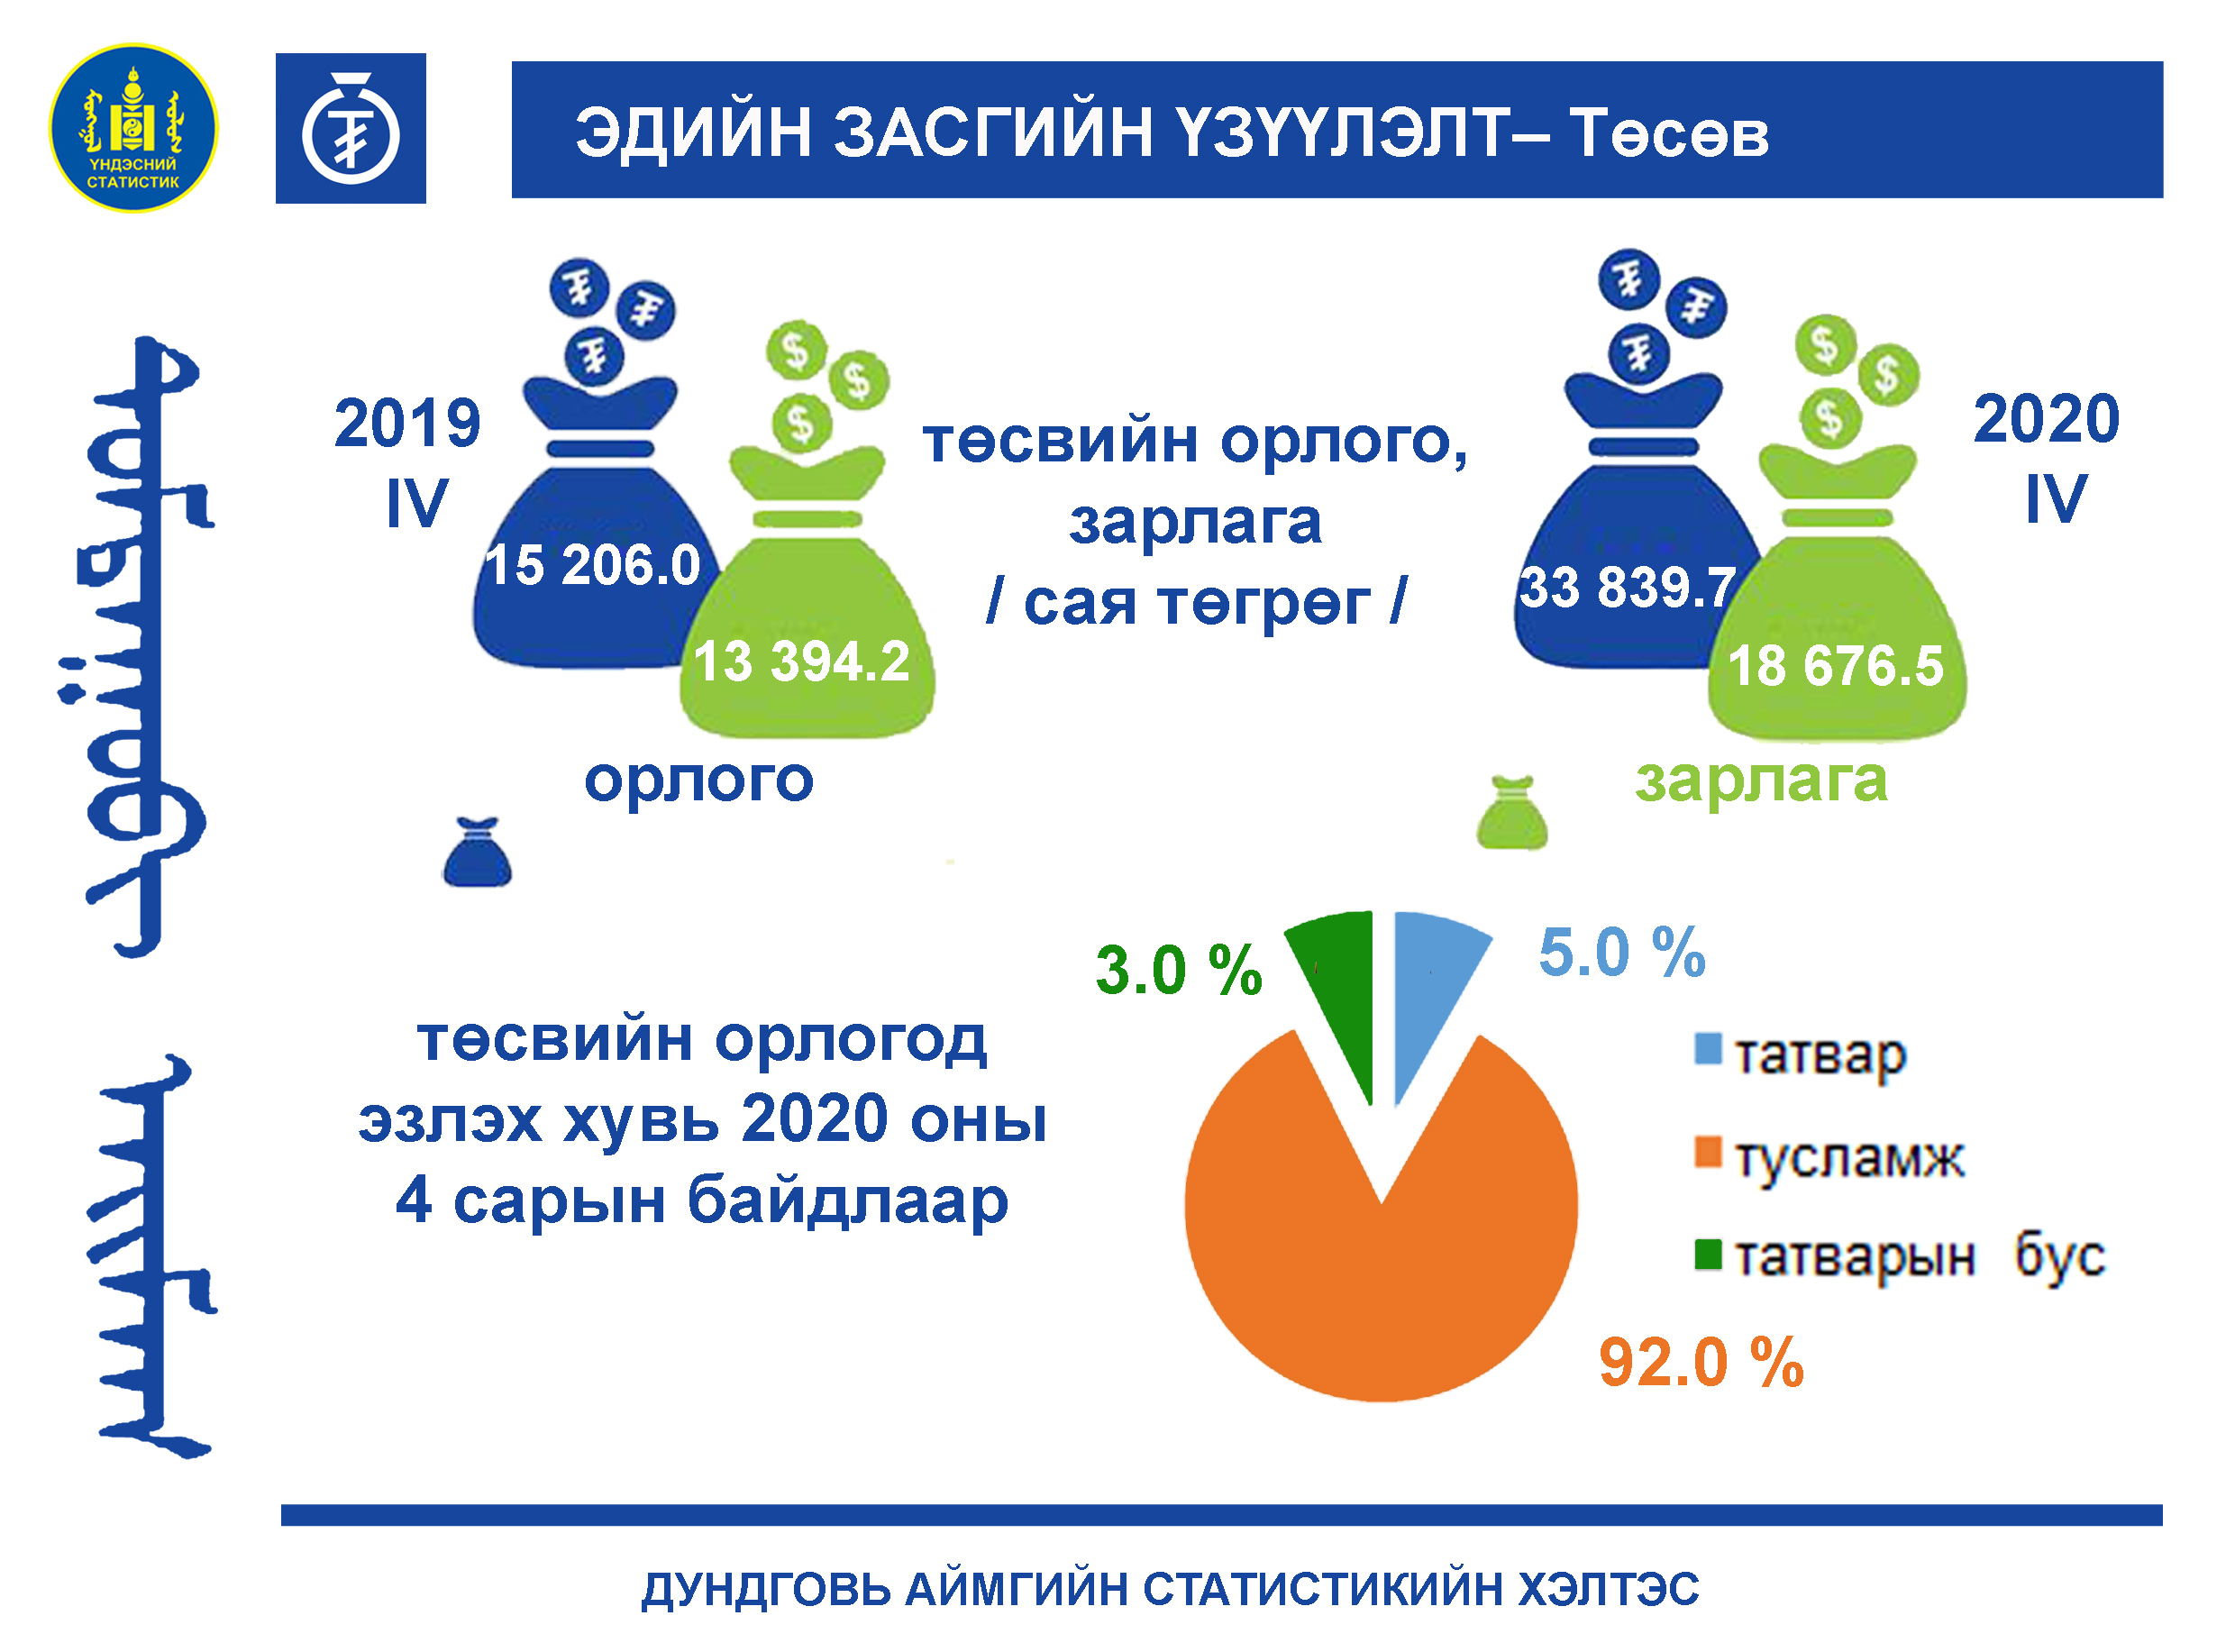 ҮНДЭСНИЙ
СТАТИСТИК
ЭДИЙН ЗАСГИЙН ҮЗҮҮЛЭЛТ– Төсөв
2019
IV
15 206.0
13 394.2
төсвийн орлого,
зарлага
/ сая төгрөг /
2020
IV
33 839.7
18 676.5
орлого
зарлага
төсвийн орлогод
эзлэх хувь 2020 оны
4 сарын байдлаар
3.0 %
5.0 %
92.0 %
татвар
тусламж
татварын бус
ДУНДГОВЬ АЙМГИЙН СТАТИСТИКИЙН ХЭЛТЭС